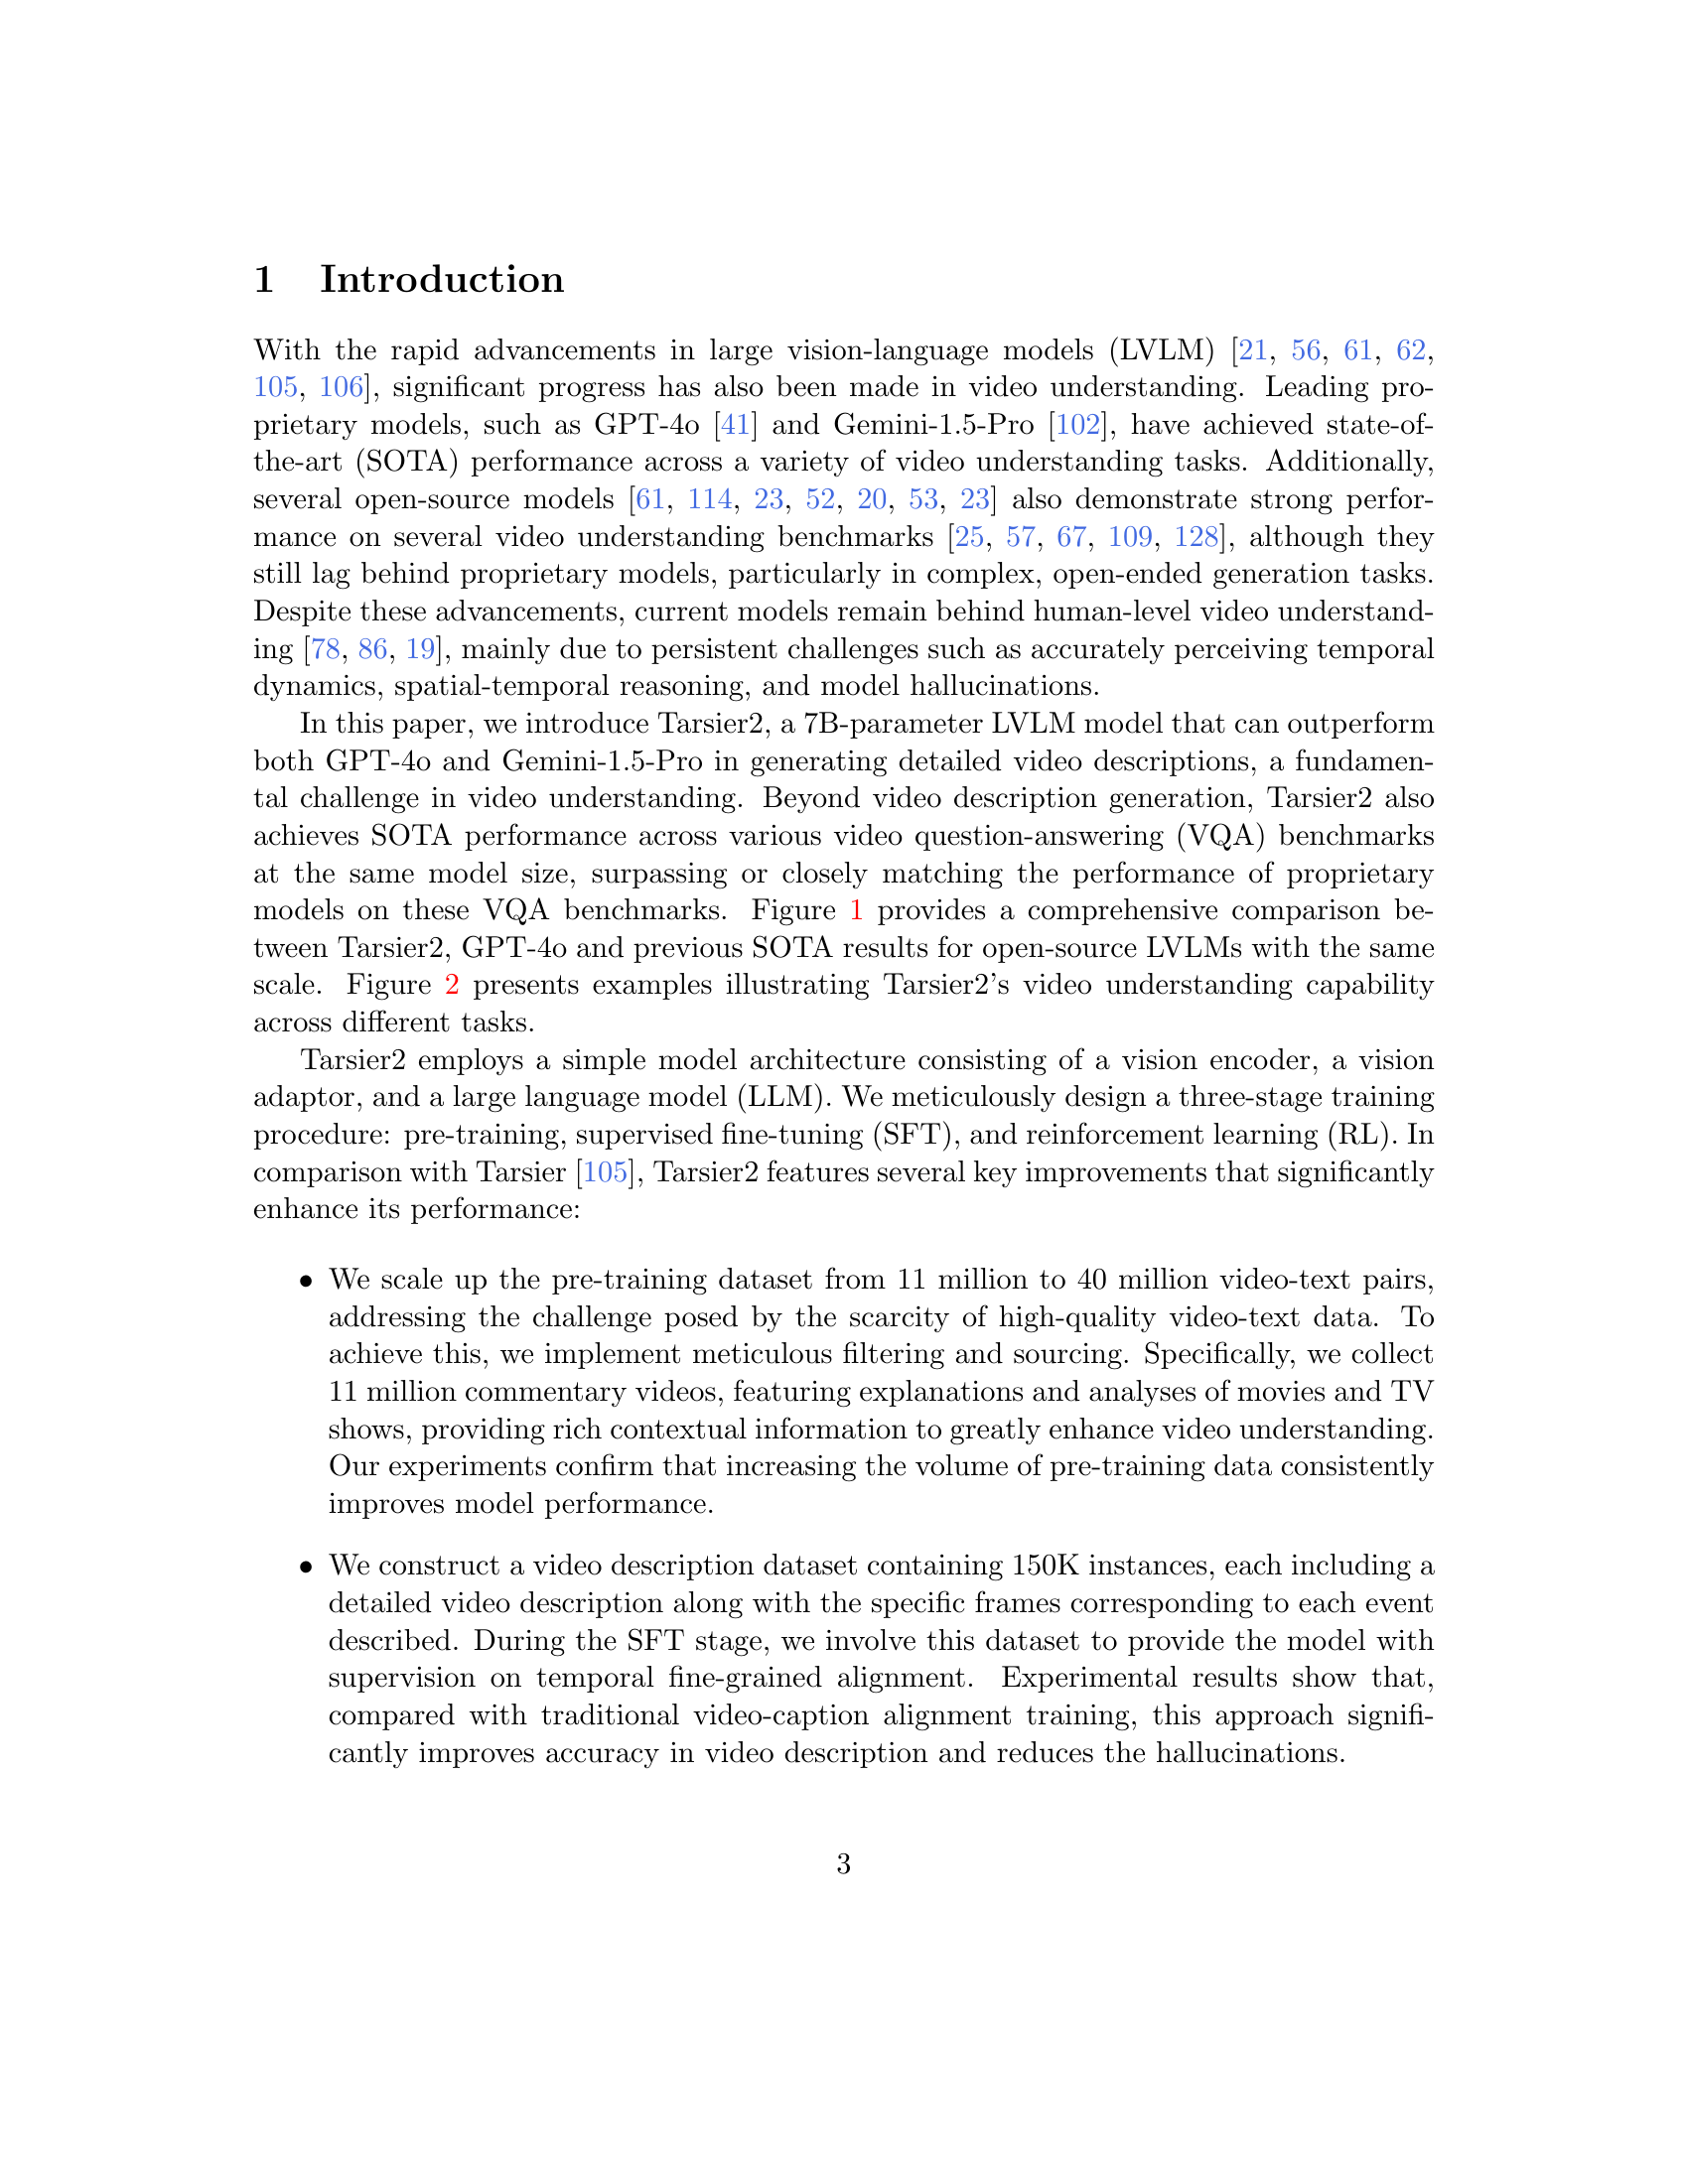 1 Introduction
With the rapid advancements in large vision-language models (LVLM) [21, 56, 61, 62,
105, 106], significant progress has also been made in video understanding. Leading pro-
prietary models, such as GPT-4o [41] and Gemini-1.5-Pro [102], have achieved state-of-
the-art (SOTA) performance across a variety of video understanding tasks. Additionally,
several open-source models [61, 114, 23, 52, 20, 53, 23] also demonstrate strong perfor-
mance on several video understanding benchmarks [25, 57, 67, 109, 128], although they
still lag behind proprietary models, particularly in complex, open-ended generation tasks.
Despite these advancements, current models remain behind human-level video understand-
ing [78, 86, 19], mainly due to persistent challenges such as accurately perceiving temporal
dynamics, spatial-temporal reasoning, and model hallucinations.
In this paper, we introduce Tarsier2, a 7B-parameter LVLM model that can outperform
both GPT-4o and Gemini-1.5-Pro in generating detailed video descriptions, a fundamen-
tal challenge in video understanding. Beyond video description generation, Tarsier2 also
achieves SOTA performance across various video question-answering (VQA) benchmarks
at the same model size, surpassing or closely matching the performance of proprietary
models on these VQA benchmarks. Figure 1 provides a comprehensive comparison be-
tween Tarsier2, GPT-4o and previous SOTA results for open-source LVLMs with the same
scale. Figure 2 presents examples illustrating Tarsier2's video understanding capability
across different tasks.
Tarsier2 employs a simple model architecture consisting of a vision encoder, a vision
adaptor, and a large language model (LLM). We meticulously design a three-stage training
procedure: pre-training, supervised fine-tuning (SFT), and reinforcement learning (RL). In
comparison with Tarsier [105], Tarsier2 features several key improvements that significantly
enhance its performance:
• We scale up the pre-training dataset from 11 million to 40 million video-text pairs,
addressing the challenge posed by the scarcity of high-quality video-text data. To
achieve this, we implement meticulous filtering and sourcing. Specifically, we collect
11 million commentary videos, featuring explanations and analyses of movies and TV
shows, providing rich contextual information to greatly enhance video understanding.
Our experiments confirm that increasing the volume of pre-training data consistently
improves model performance.
• We construct a video description dataset containing 150K instances, each including a
detailed video description along with the specific frames corresponding to each event
described. During the SFT stage, we involve this dataset to provide the model with
supervision on temporal fine-grained alignment. Experimental results show that,
compared with traditional video-caption alignment training, this approach signifi-
cantly improves accuracy in video description and reduces the hallucinations.
3